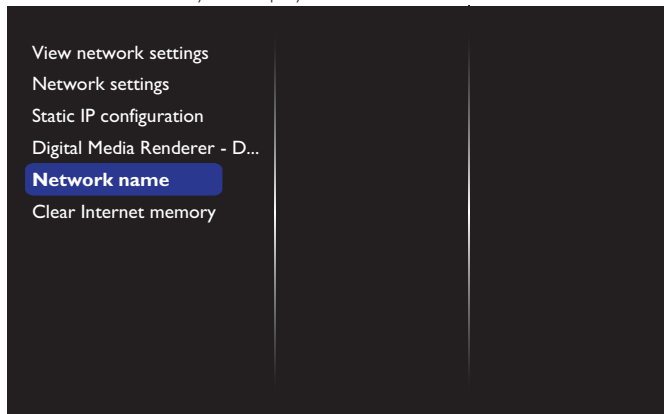 View network settings
Network settings
Static IP configuration
Digital Media Renderer - D...
Network name
Clear Internet memory